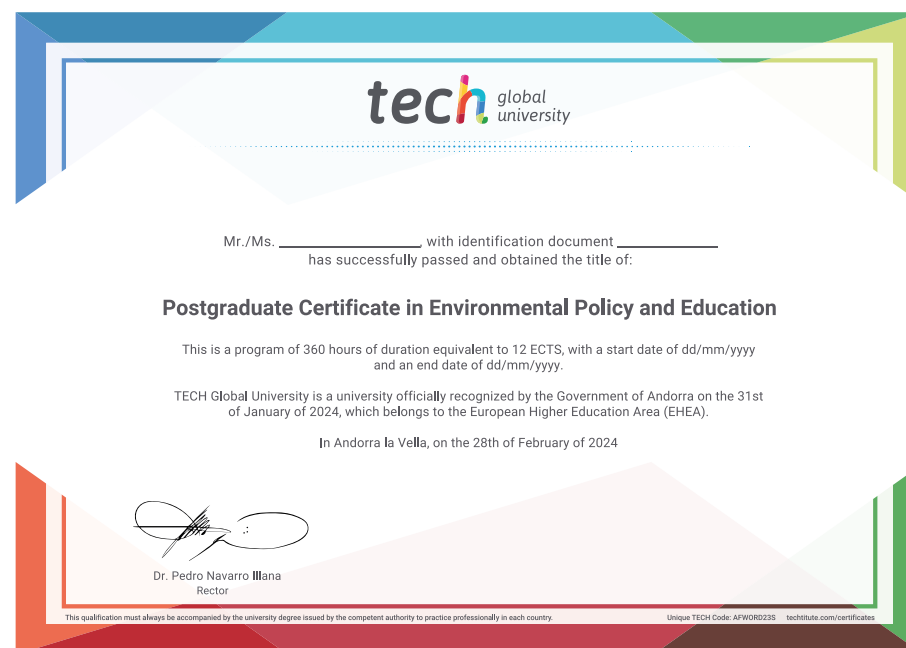 tech global university
Mr./Ms. ____________, with identification document ____________
has successfully passed and obtained the title of:
Postgraduate Certificate in Environmental Policy and Education
This is a program of 360 hours of duration equivalent to 12 ECTS, with a start date of dd/mm/yyyy
and an end date of dd/mm/yyyy.
TECH Global University is a university officially recognized by the Government of Andorra on the 31st
of January of 2024, which belongs to the European Higher Education Area (EHEA).
In Andorra la Vella, on the 28th of February of 2024
Dr. Pedro Navarro Illana
Rector
This qualification must always be accompanied by the university degree issued by the competent authority to practice professionally in each country.
Unique TECH Code: AFWORD23S techtitute.com/certificates